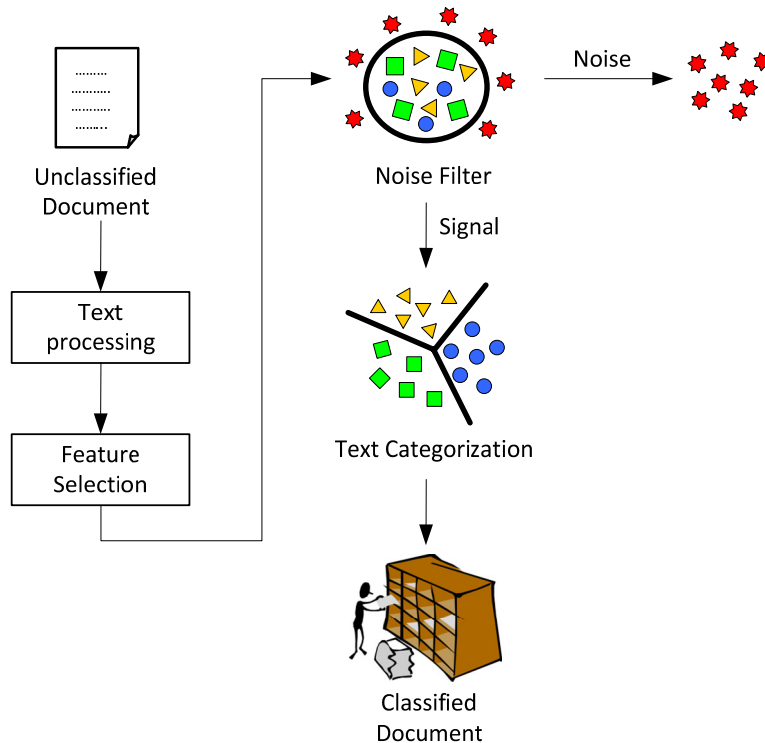 Unclassified
Document
Text
processing
Feature
Selection
Noise Filter
Noise
Signal
Text Categorization
Classified
Document